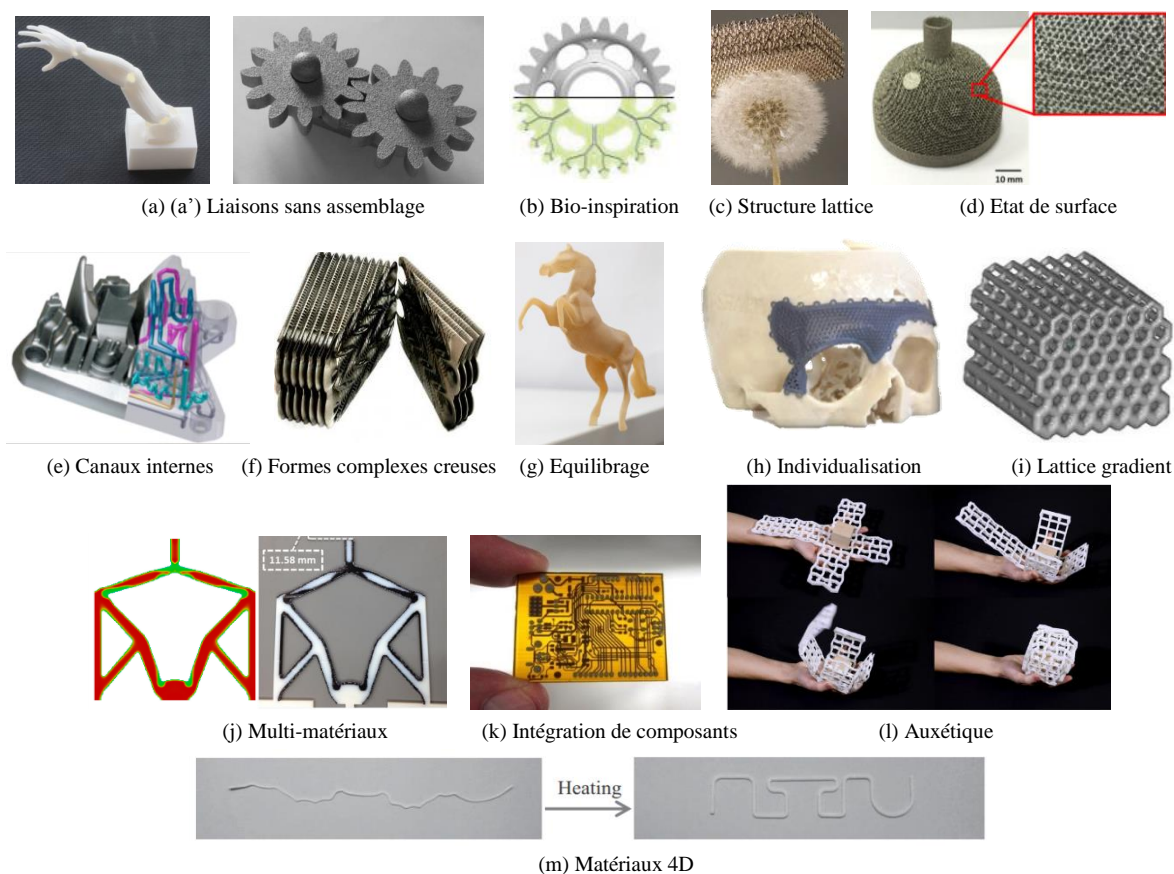 10 mm
(a) (a’) Liaisons sans assemblage
(b) Bio-inspiration
(c) Structure lattice
(d) Etat de surface
(e) Canaux internes
(f) Formes complexes creuses
(g) Equilibrage
(h) Individualisation
(i) Lattice gradient
11.58 mm
(j) Multi-matériaux
(k) Intégration de composants
(l) Auxétique
Heating
(m) Matériaux 4D